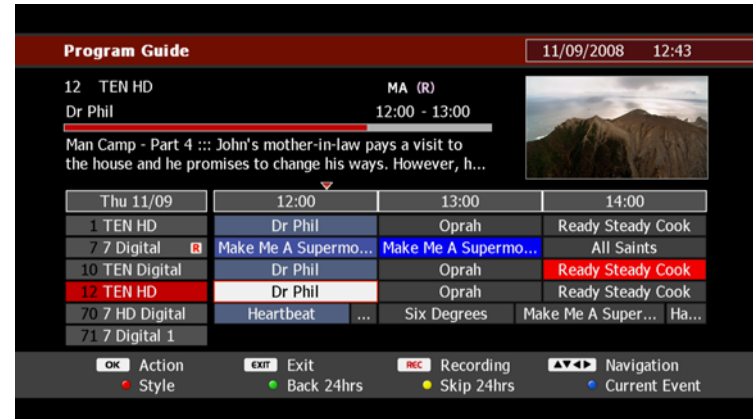 Program Guide 11/09/2008 12:43
12 TEN HD MA (R)
Dr Phil 12:00 - 13:00
Man Camp - Part 4 ::: John's mother-in-law pays a visit to
the house and he promises to change his ways. However, h...
Thu 11/09 12:00 13:00 14:00
1 TEN HD Dr Phil Oprah Ready Steady Cook
7 7 Digital R Make Me A Supermo... Make Me A Supermo... All Saints
10 TEN Digital Dr Phil Oprah Ready Steady Cook
12 TEN HD Dr Phil Oprah Ready Steady Cook
70 7 HD Digital Heartbeat ... Six Degrees Make Me A Super... Ha...
71 7 Digital 1
OK Action EXIT Exit REC Recording ▲▼◀▶ Navigation
Style Back 24hrs Skip 24hrs Current Event